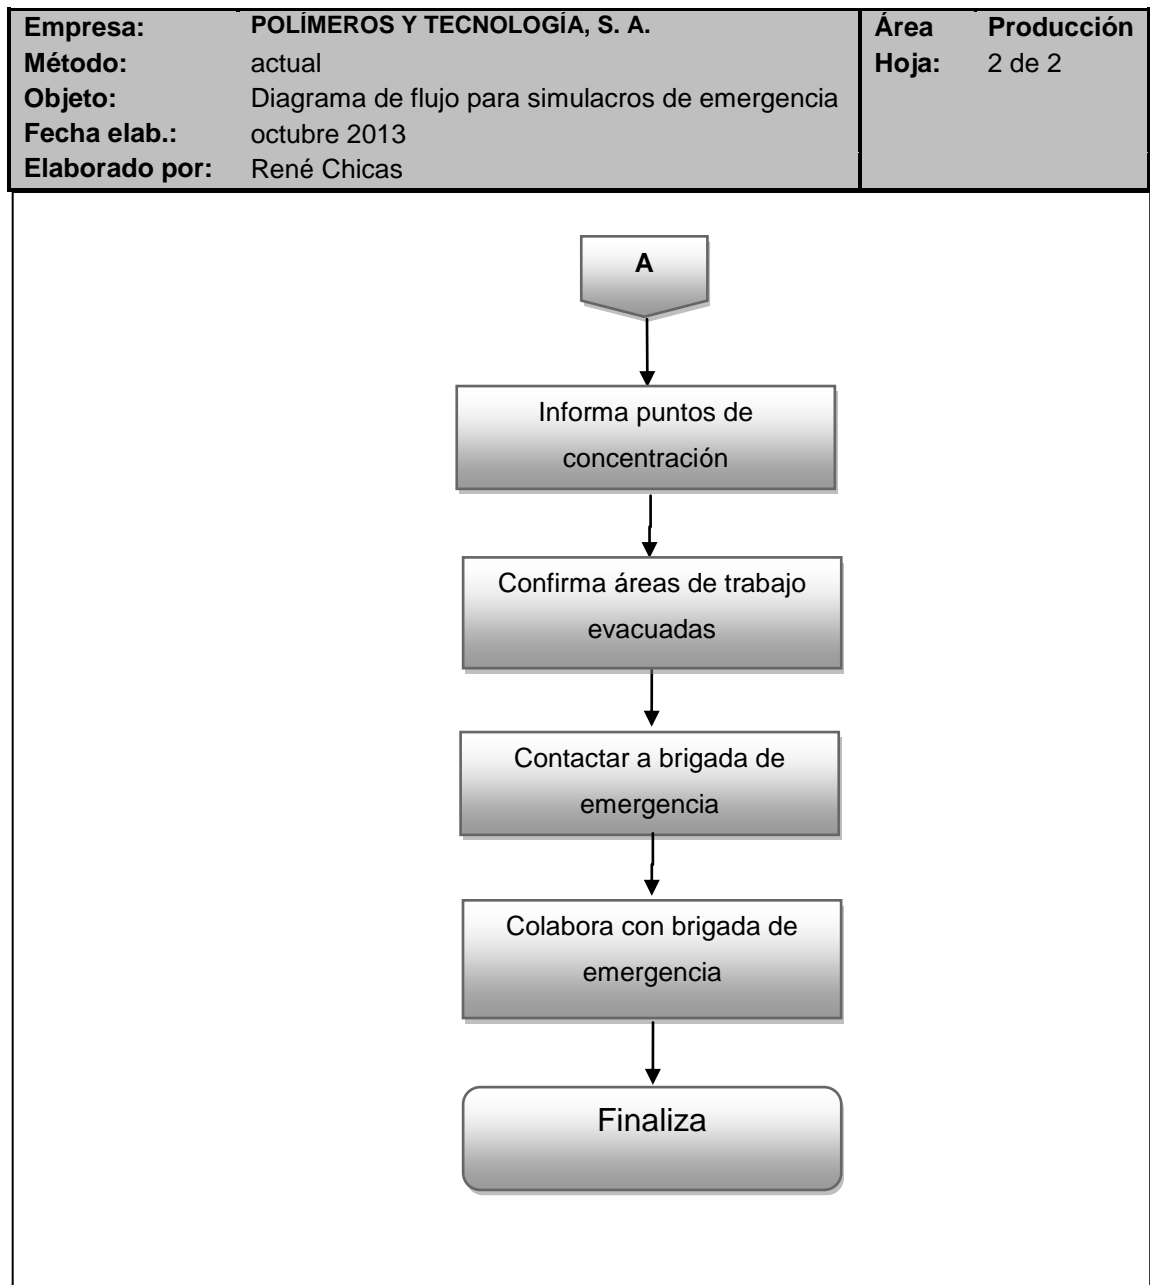 Empresa: POLÍMEROS Y TECNOLOGÍA, S. A. Área Producción
Método: actual Hoja: 2 de 2
Objeto: Diagrama de flujo para simulacros de emergencia
Fecha elab.: octubre 2013
Elaborado por: René Chicas
A
Informa puntos de
concentración
Confirma áreas de trabajo
evacuadas
Contactar a brigada de
emergencia
Colabora con brigada de
emergencia
Finaliza